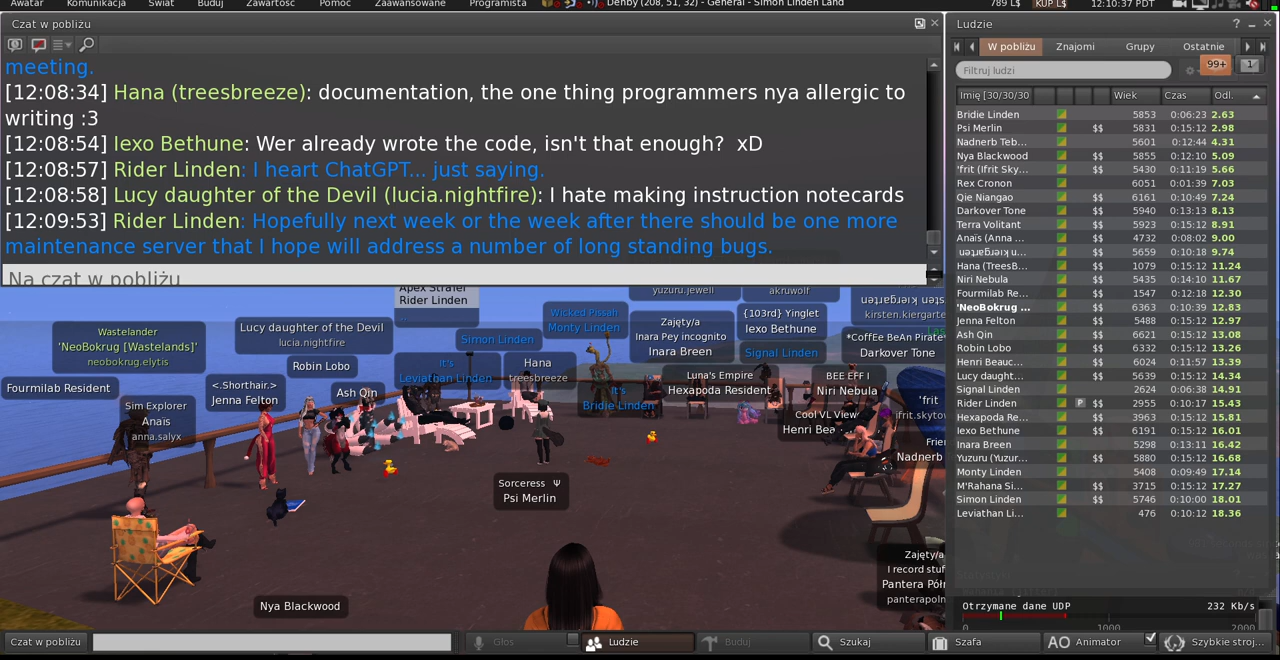 Awatar Komunikacja Świat Buduj Zawartość Pomoc Zaawansowane Programista Denby (208, 51, 32) - General - Simon Linden Land 789 L$ KUP L$ 12:10:37 PDT
Czat w pobliżu
meeting.
[12:08:34] Hana (treesbreeze): documentation, the one thing programmers nya allergic to
writing :3
[12:08:54] Iexo Bethune: Wer already wrote the code, isn't that enough?  xD
[12:08:57] Rider Linden: I heart ChatGPT... just saying.
[12:08:58] Lucy daughter of the Devil (lucia.nightfire): I hate making instruction notecards
[12:09:53] Rider Linden: Hopefully next week or the week after there should be one more
maintenance server that I hope will address a number of long standing bugs.
Na czat w pobliżu
Ludzie
? _ ×
W pobliżu Znajomi Grupy Ostatnie
99+ 1
Filtruj ludzi
Imię [30/30/30 Wiek Czas Odl.
Bridie Linden 5853 0:06:23 2.63
Psi Merlin $$ 5831 0:15:12 2.98
Nadnerb Teb... 5601 0:12:44 4.31
Nya Blackwood $$ 5855 0:12:10 5.09
'frit (Ifrit Sky... $$ 5430 0:11:19 5.66
Rex Cronon 6051 0:01:39 7.03
Qie Niangao $$ 6161 0:10:49 7.24
Darkover Tone $$ 5940 0:13:13 8.13
Terra Volitant $$ 5923 0:15:12 8.91
Anaïs (Anna ... $$ 4732 0:08:02 9.00
$$ 5659 0:09:18 9.74
Hana (TreesB... $$ 1079 0:15:12 11.24
Niri Nebula $$ 5435 0:14:10 11.67
Fourmilab Re... $$ 1547 0:12:18 12.30
'NeoBokrug ... $$ 6363 0:10:39 12.83
Jenna Felton $$ 5488 0:15:12 12.97
Ash Qin $$ 6621 0:15:12 13.08
Robin Lobo $$ 6332 0:15:12 13.26
Henri Beauc... $$ 6024 0:11:57 13.39
Lucy daught... $$ 5639 0:15:12 14.34
Signal Linden 2624 0:06:38 14.91
Rider Linden P $$ 2955 0:10:17 15.43
Hexapoda Re... $$ 3963 0:15:12 15.81
Iexo Bethune $$ 6191 0:15:12 16.01
Inara Breen 5298 0:13:11 16.42
Yuzuru (Yuzur... $$ 5880 0:15:12 16.68
Monty Linden 5408 0:09:49 17.14
M'Rahana Si... $$ 3715 0:15:12 17.27
Simon Linden $$ 5746 0:10:00 18.01
Leviathan Li... 476 0:10:12 18.36
Apex Strafer
Rider Linden
yuzuru.jewell
akruwolf
kirsten.kiergarte
Wastelander
'NeoBokrug [Wastelands]'
neobokrug.elytis
Lucy daughter of the Devil
lucia.nightfire
Wicked Pissah
Monty Linden
Simon Linden
Zajęty/a
Inara Pey incognito
Inara Breen
{103rd} Yinglet
Iexo Bethune
Signal Linden
*CoffEe BeAn Pirate
Darkover Tone
Robin Lobo
It's
Leviathan Linden
Hana
treesbreeze
Luna's Empire
Hexapoda Resident
BEE EFF I
Niri Nebula
Fourmilab Resident
<.Shorthair.>
Jenna Felton
Ash Qin
It's
Bridie Linden
Sim Explorer
Anaïs
anna.salyx
Cool VL View
Henri Bea
'frit
ifrit.skytow
Frien
Nadnerb
Sorceress Ψ
Psi Merlin
Zajęty/a
I record stuf
Pantera Półn
panterapoln
Nya Blackwood
Otrzymane dane UDP 232 Kb/s
0 1000 2000
Czat w pobliżu Głos Ludzie Buduj Szukaj Szafa AO Animator Szybkie stroj...